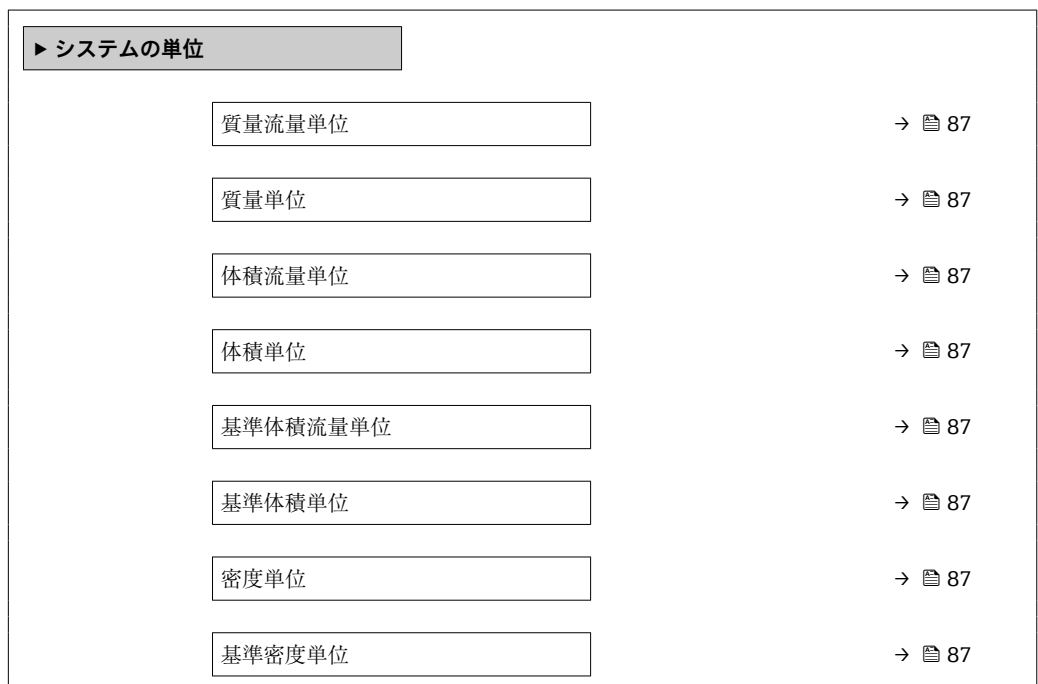 ▶ システムの単位
質量流量単位 → 🖺 87
質量単位 → 🖺 87
体積流量単位 → 🖺 87
体積単位 → 🖺 87
基準体積流量単位 → 🖺 87
基準体積単位 → 🖺 87
密度単位 → 🖺 87
基準密度単位 → 🖺 87